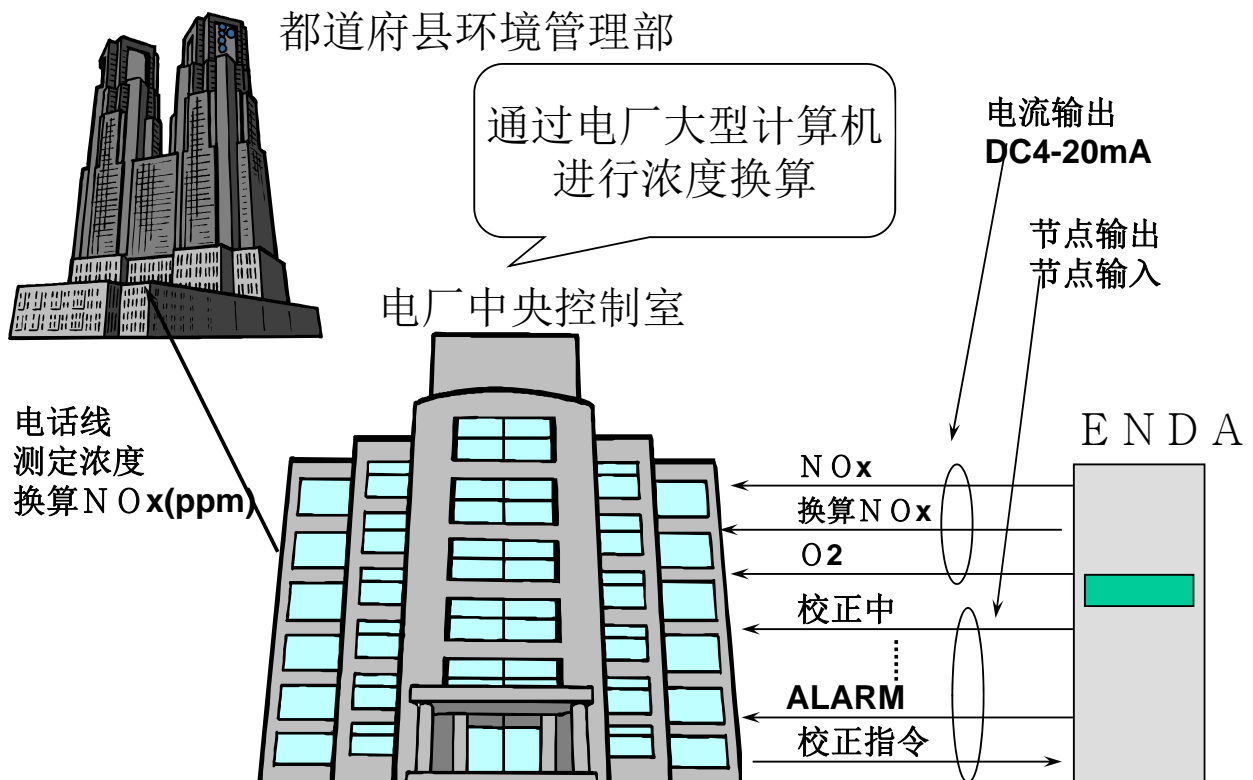 都道府县环境管理部
通过电厂大型计算机
进行浓度换算
电流输出
DC4-20mA
节点输出
节点输入
电厂中央控制室
电话线
测定浓度
换算ＮＯx(ppm)
ＥＮＤＡ
ＮＯx
换算ＮＯx
Ｏ2
校正中
ALARM
校正指令